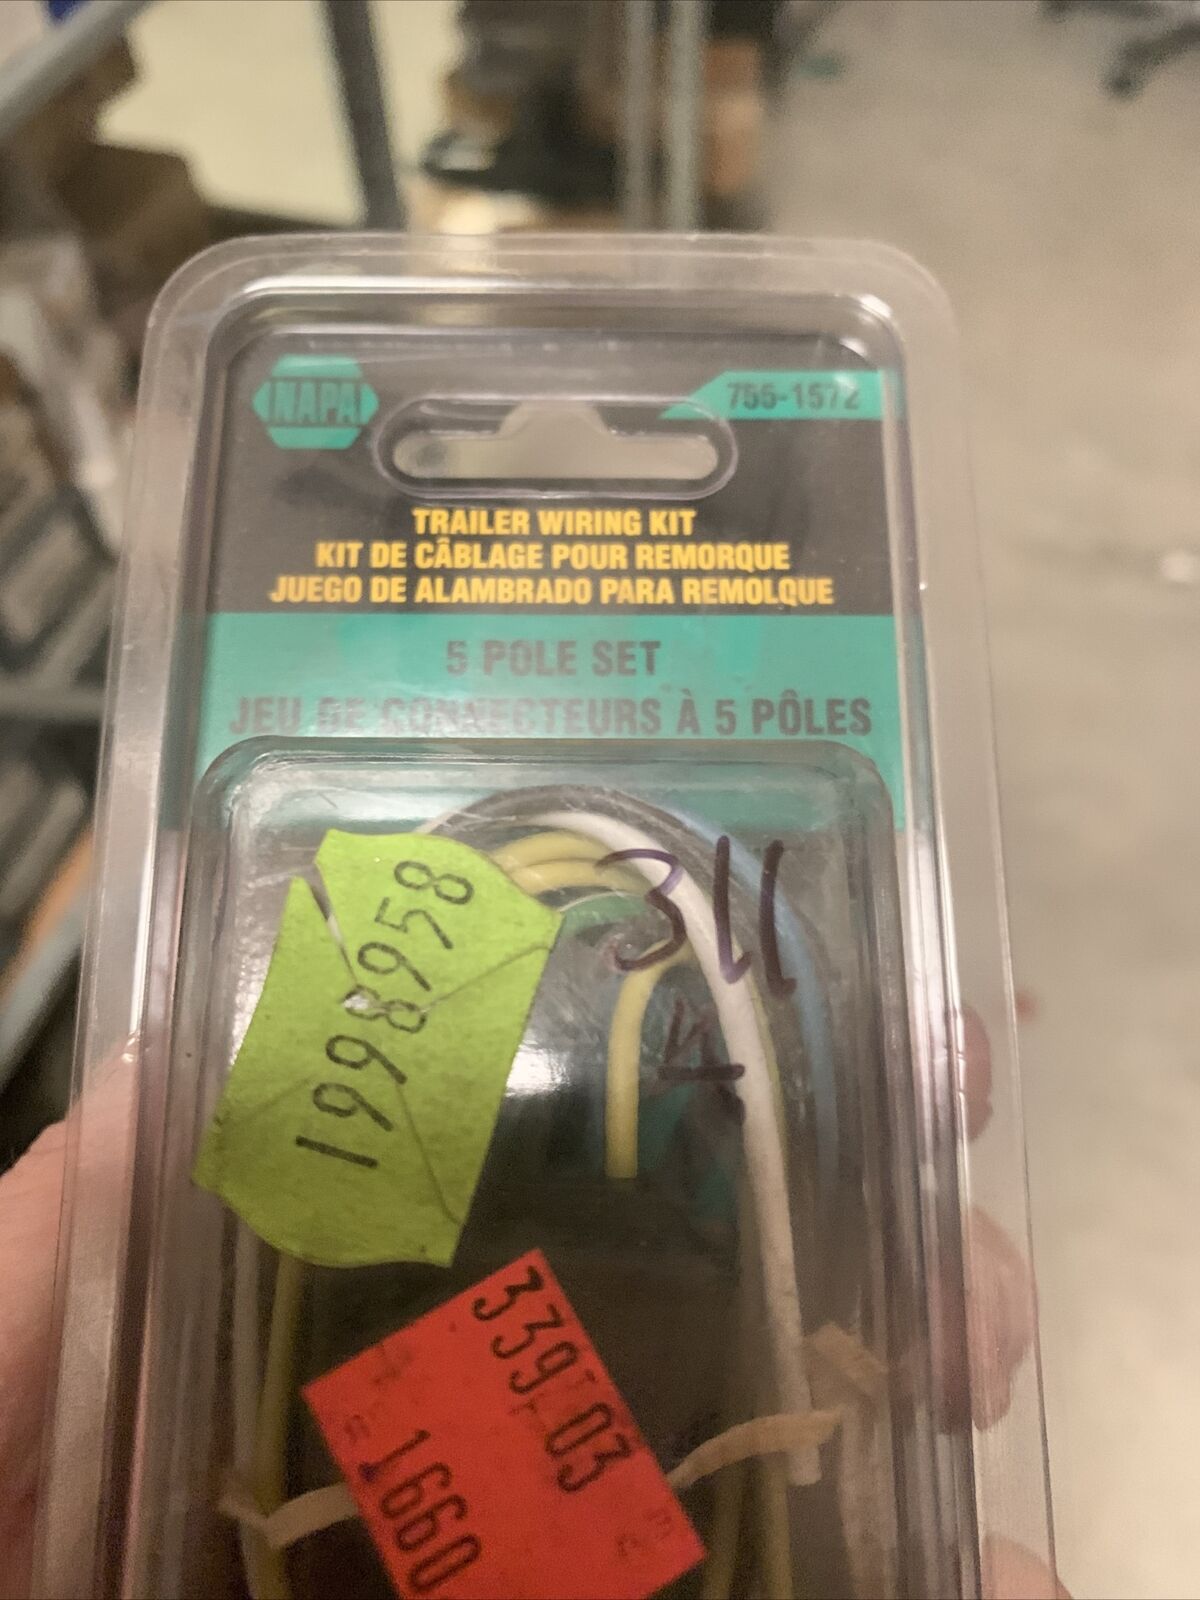 NAPA
755-1572
TRAILER WIRING KIT
KIT DE CÂBLAGE POUR REMORQUE
JUEGO DE ALAMBRADO PARA REMOLQUE
5 POLE SET
JEU DE CONNECTEURS À 5 PÔLES
1998958
311
339 03
1660